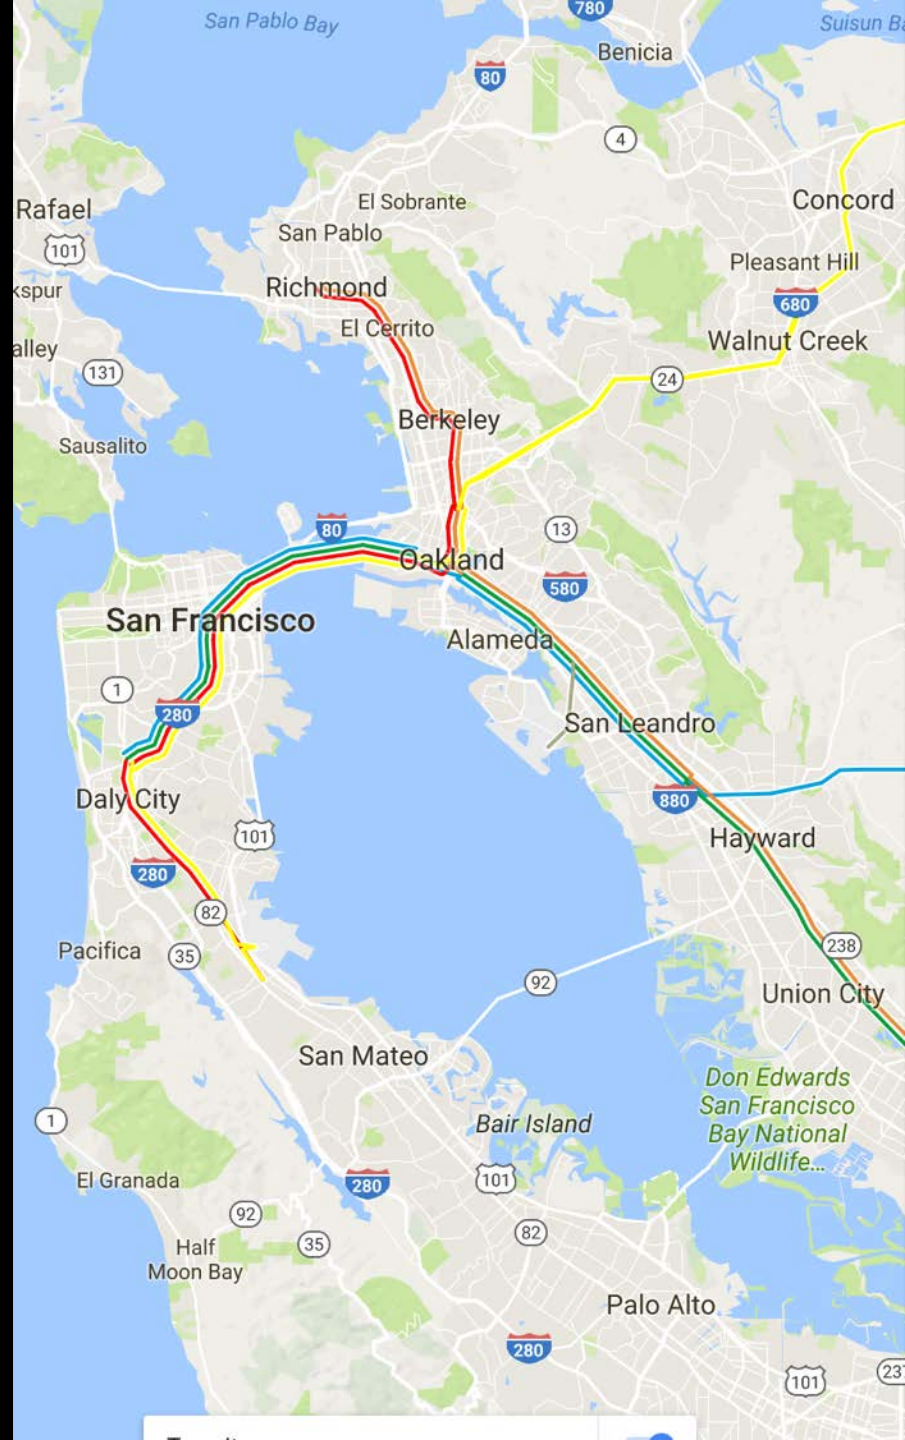 San Pablo Bay
780
Suisun Ba
Benicia
80
4
Concord
El Sobrante
Rafael
San Pablo
101
Pleasant Hill
Richmond
kspur
680
El Cerrito
Walnut Creek
alley
131
24
Berkeley
Sausalito
80
13
Oakland
580
San Francisco
Alameda
1
280
San Leandro
Daly City
880
101
Hayward
280
82
Pacifica
35
238
92
Union City
San Mateo
Don Edwards
San Francisco
Bay National
Wildlife...
1
Bair Island
El Granada
280
101
92
82
35
Half
Moon Bay
Palo Alto
280
101
237